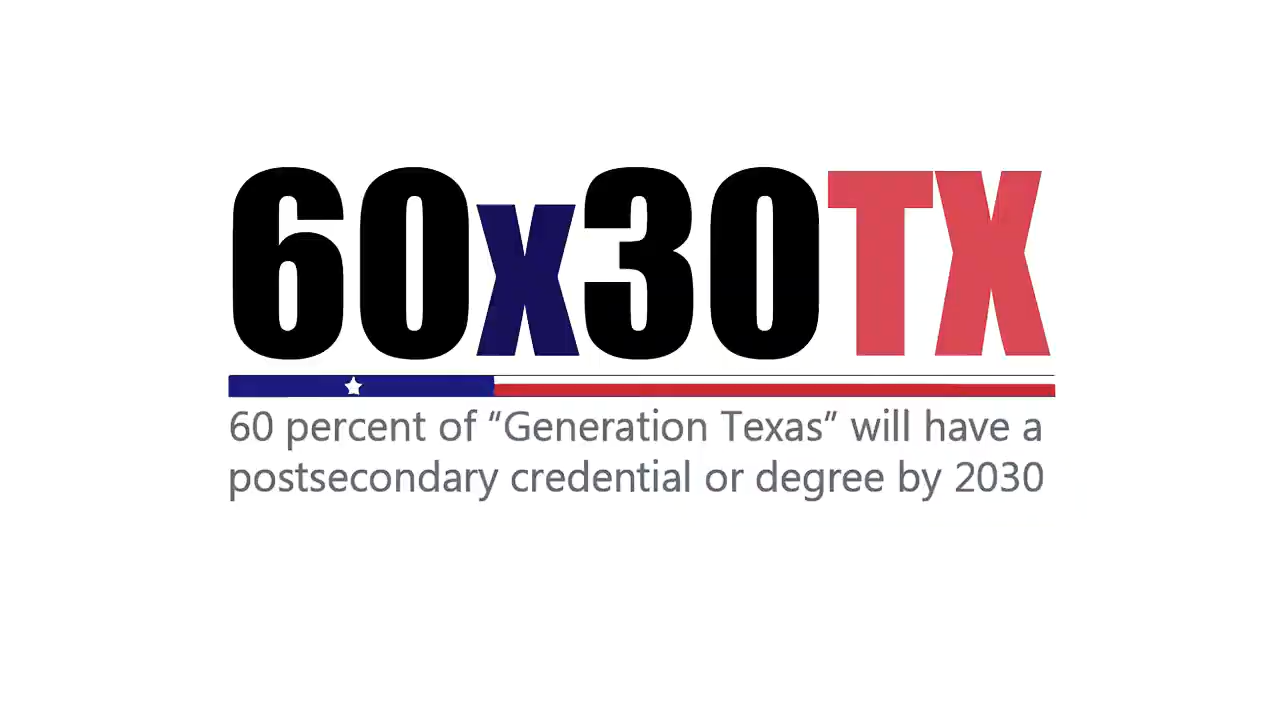 60x30TX
60 percent of “Generation Texas” will have a
postsecondary credential or degree by 2030